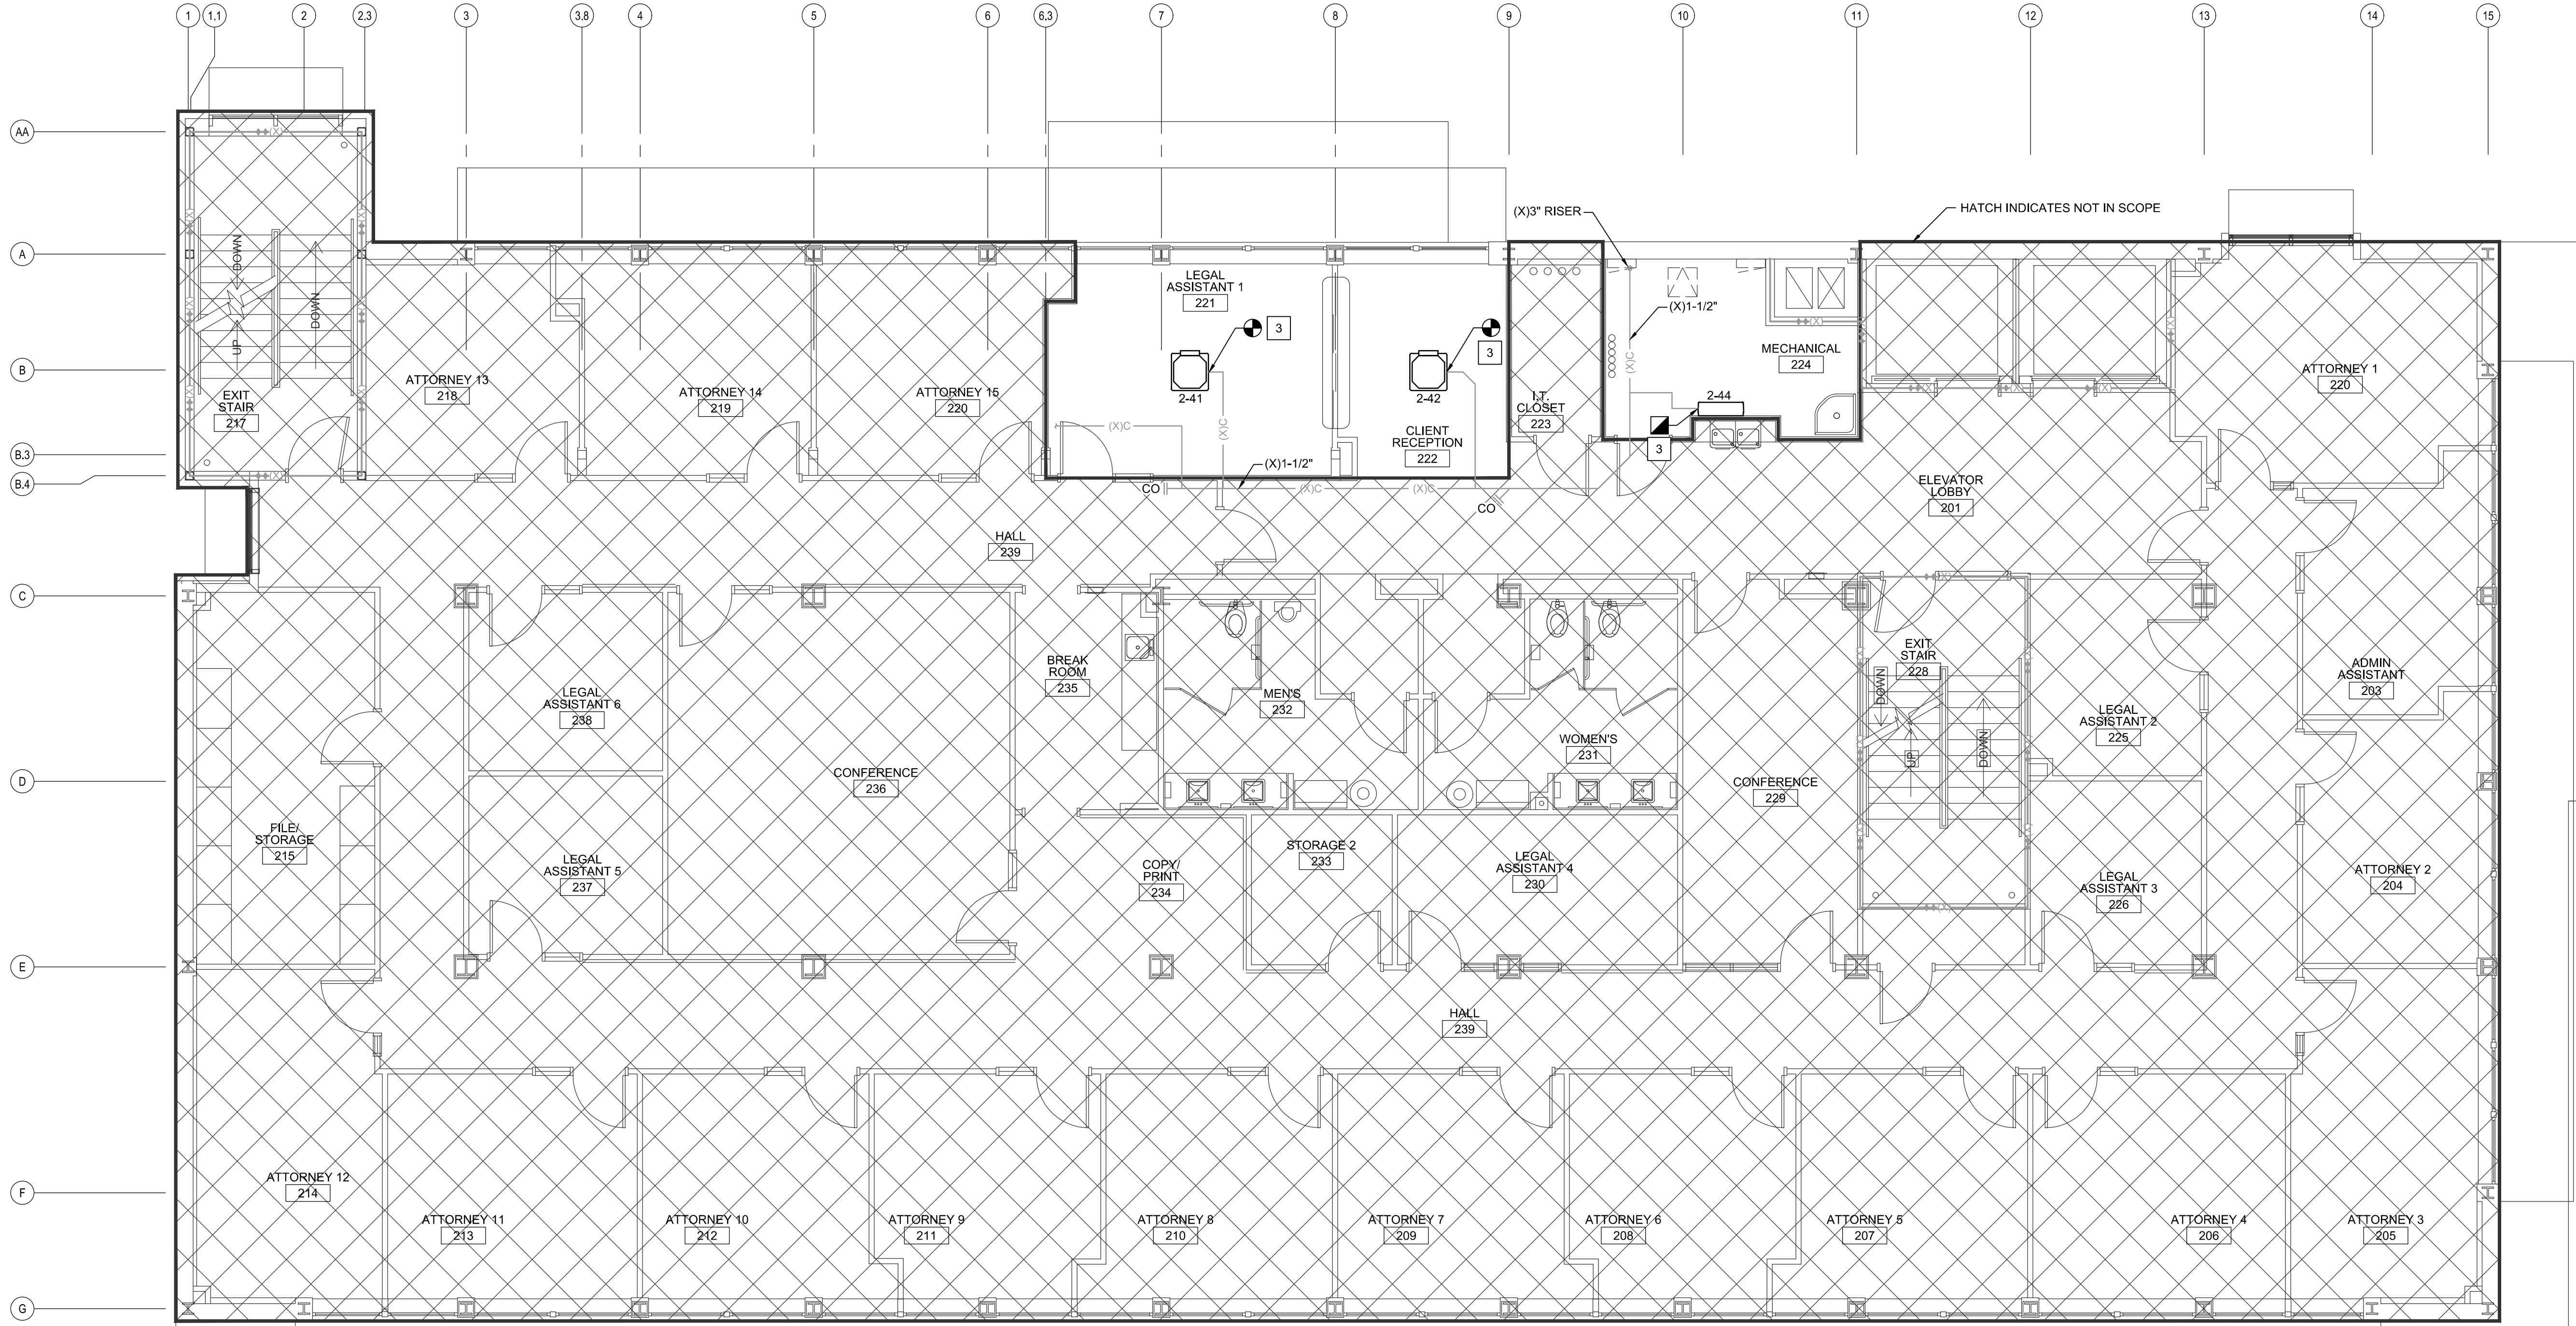 1 1.1 2 2.3 3 3.8 4 5 6 6.3 7 8 9 10 11 12 13 14 15
AA
(X)
(X)3" RISER
HATCH INDICATES NOT IN SCOPE
A
DOWN
DOWN
UP
LEGAL
ASSISTANT 1
221
3
3
(X)1-1/2"
(X)
MECHANICAL
224
B
(X)C
(X)C
ATTORNEY 13
218
ATTORNEY 14
219
ATTORNEY 15
220
2-41
2-42
2-44
(X)
(X)
(X)
ATTORNEY 1
220
EXIT
STAIR
217
I.T.
CLOSET
223
(X)C
CLIENT
RECEPTION
222
3
B.3
(X)1-1/2"
(X)
B.4
CO
(X)C
(X)C
CO
ELEVATOR
LOBBY
201
HALL
239
(X)
C
BREAK
ROOM
235
EXIT
STAIR
228
ADMIN
ASSISTANT
203
LEGAL
ASSISTANT 6
238
MEN'S
232
DOWN
LEGAL
ASSISTANT 2
225
WOMEN'S
231
UP
DOWN
D
CONFERENCE
236
CONFERENCE
229
FILE/
STORAGE
215
STORAGE 2
233
LEGAL
ASSISTANT 5
237
COPY/
PRINT
234
LEGAL
ASSISTANT 4
230
LEGAL
ASSISTANT 3
226
ATTORNEY 2
204
(X)
E
HALL
239
F
ATTORNEY 12
214
ATTORNEY 11
213
ATTORNEY 10
212
ATTORNEY 9
211
ATTORNEY 8
210
ATTORNEY 7
209
ATTORNEY 6
208
ATTORNEY 5
207
ATTORNEY 4
206
ATTORNEY 3
205
G